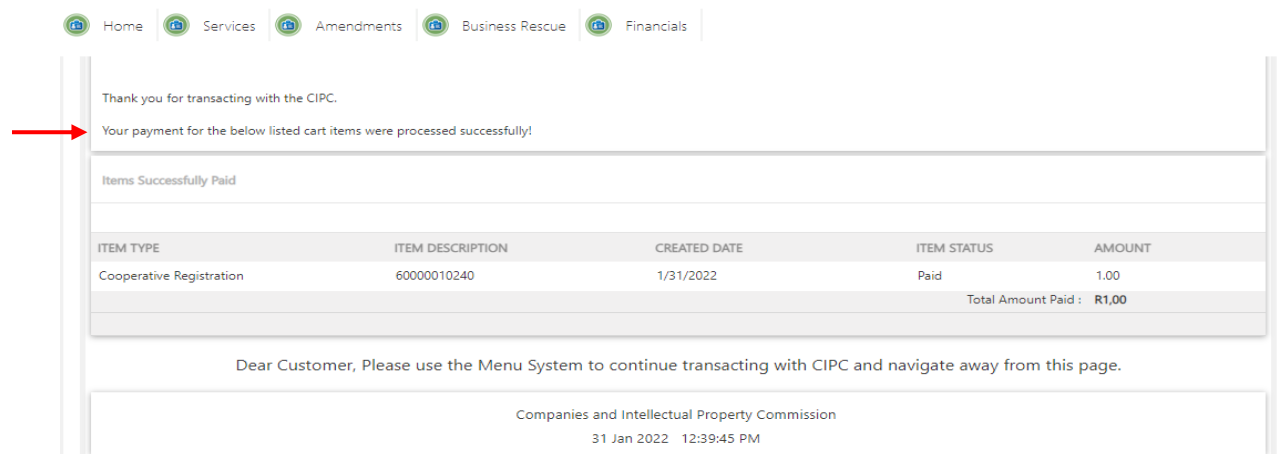 Home Services Amendments Business Rescue Financials
Thank you for transacting with the CIPC.
Your payment for the below listed cart items were processed successfully!
Items Successfully Paid
ITEM TYPE ITEM DESCRIPTION CREATED DATE ITEM STATUS AMOUNT
Cooperative Registration 60000010240 1/31/2022 Paid 1.00
Total Amount Paid : R1,00
Dear Customer, Please use the Menu System to continue transacting with CIPC and navigate away from this page.
Companies and Intellectual Property Commission
31 Jan 2022 12:39:45 PM